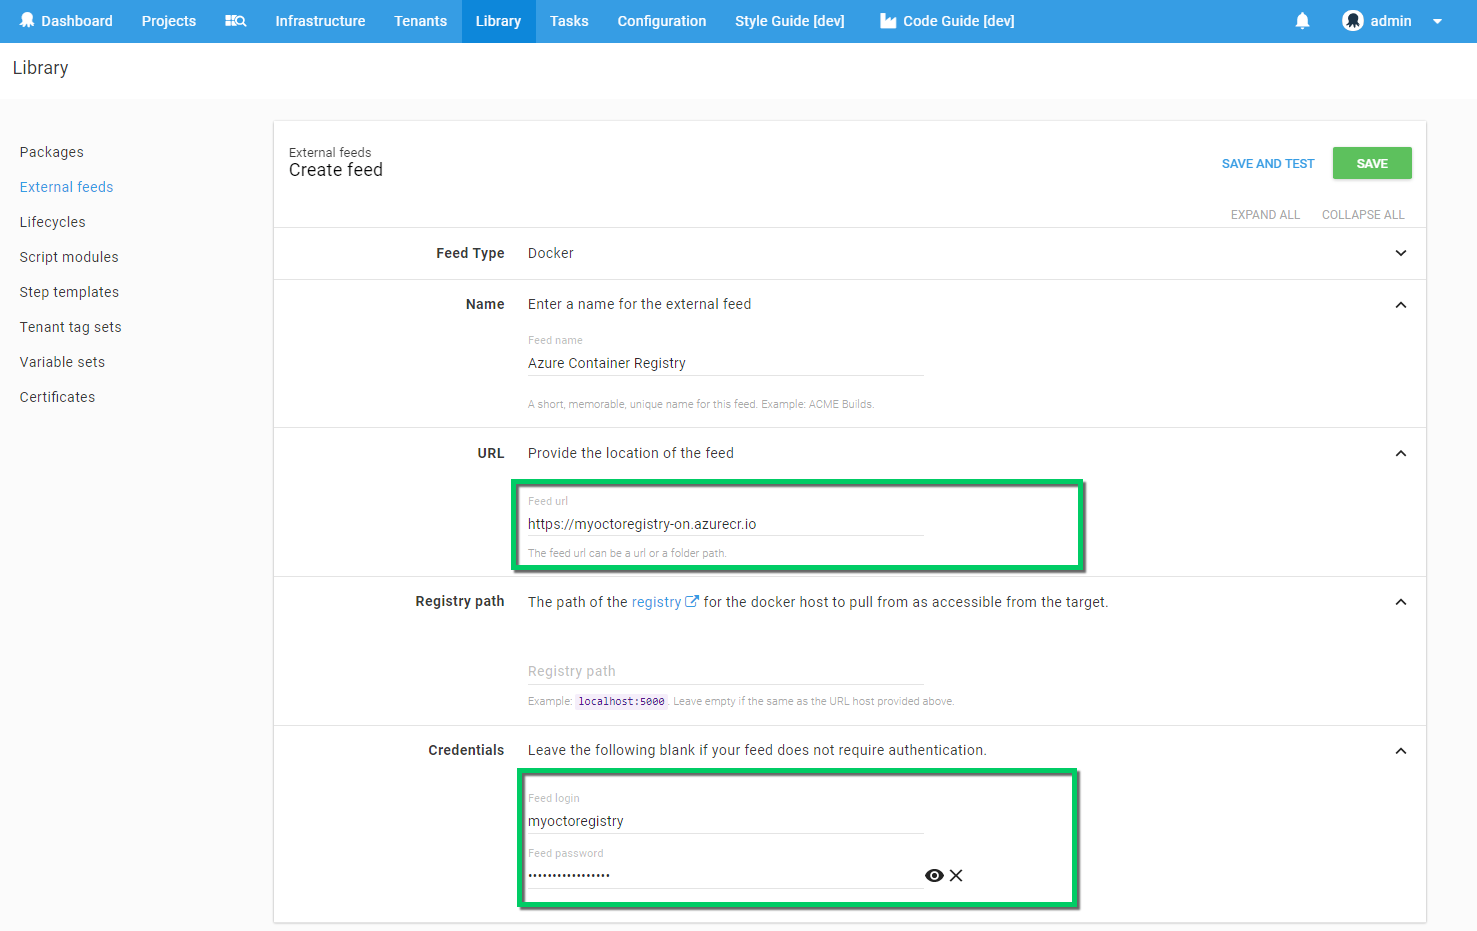 Dashboard Projects Infrastructure Tenants Library Tasks Configuration Style Guide [dev] Code Guide [dev] admin
Library
Packages
External feeds
Lifecycles
Script modules
Step templates
Tenant tag sets
Variable sets
Certificates
External feeds
Create feed
SAVE AND TEST SAVE
EXPAND ALL COLLAPSE ALL
Feed Type Docker
Name Enter a name for the external feed
Feed name
Azure Container Registry
A short, memorable, unique name for this feed. Example: ACME Builds.
URL Provide the location of the feed
Feed url
https://myoctoregistry-on.azurecr.io
The feed url can be a url or a folder path.
Registry path The path of the registry for the docker host to pull from as accessible from the target.
Registry path
Example: localhost:5000. Leave empty if the same as the URL host provided above.
Credentials Leave the following blank if your feed does not require authentication.
Feed login
myoctoregistry
Feed password
•••••••••••••••••